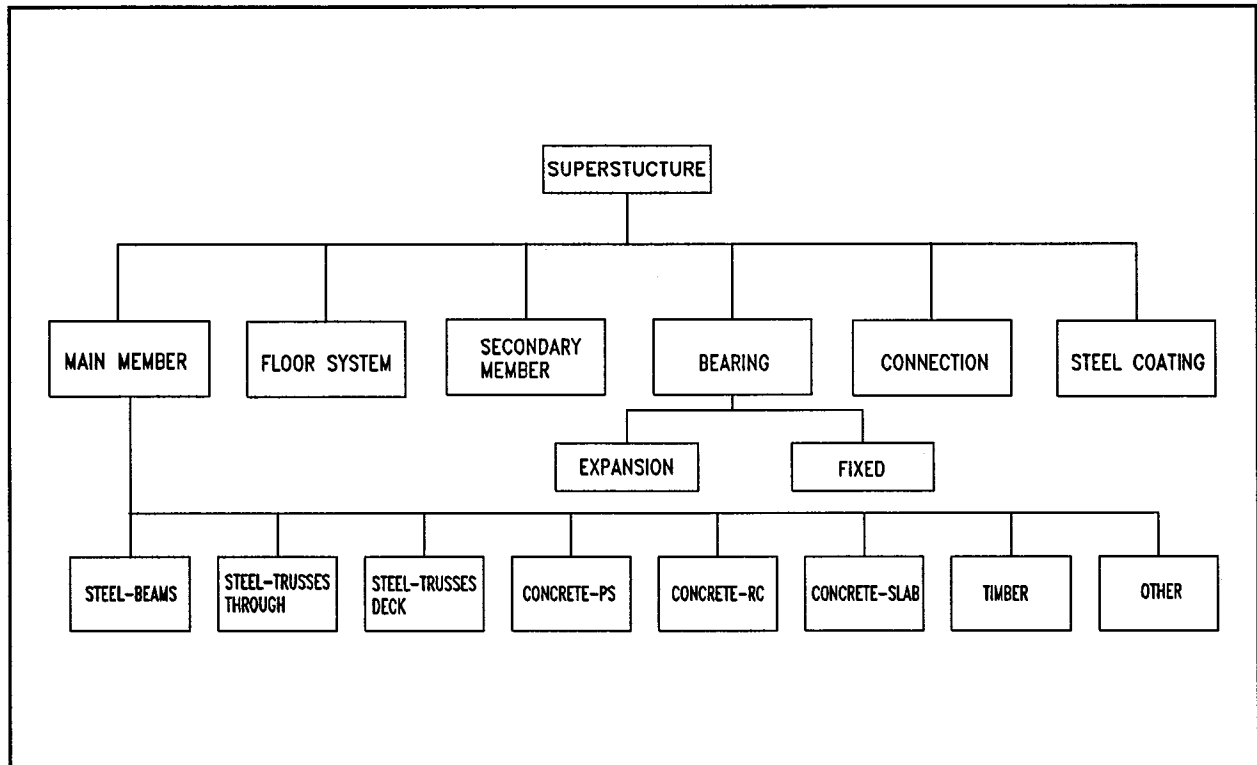 SUPERSTUCTURE
MAIN MEMBER
FLOOR SYSTEM
SECONDARY
MEMBER
BEARING
CONNECTION
STEEL COATING
EXPANSION
FIXED
STEEL-BEAMS
STEEL-TRUSSES
THROUGH
STEEL-TRUSSES
DECK
CONCRETE-PS
CONCRETE-RC
CONCRETE-SLAB
TIMBER
OTHER